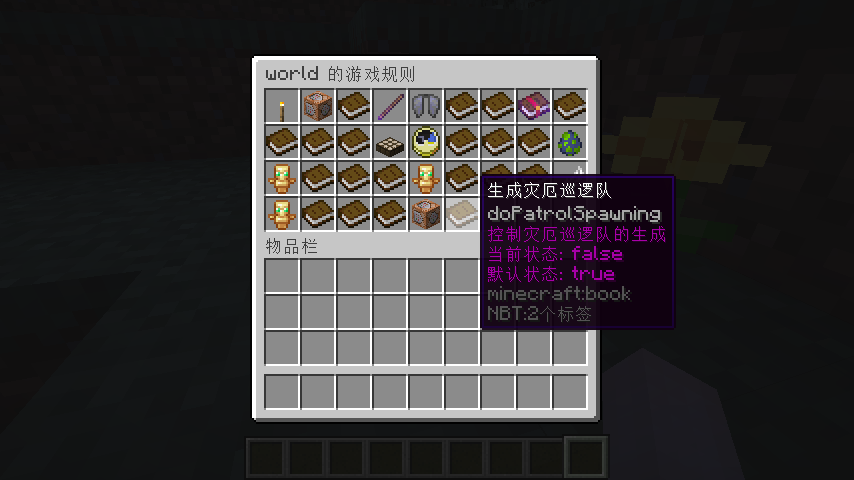 world 的游戏规则
生成灾厄巡逻队
doPatrolSpawning
控制灾厄巡逻队的生成
当前状态: false
默认状态: true
minecraft:book
NBT:2个标签
物品栏